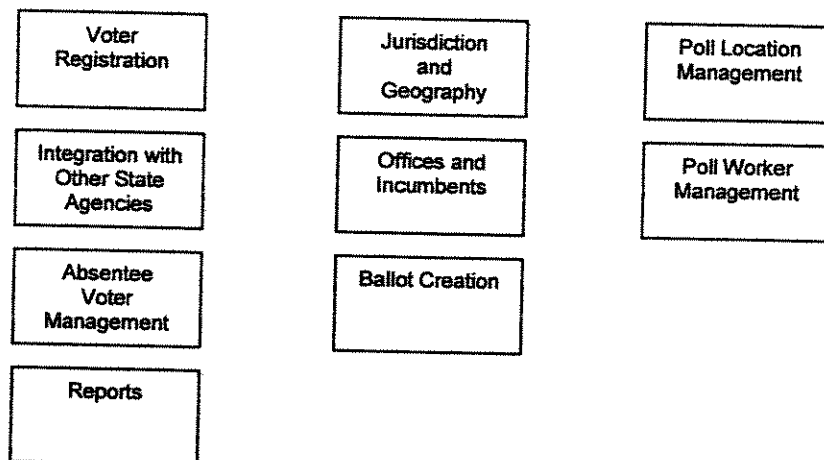 Voter
Registration
Jurisdiction
and
Geography
Poll Location
Management
Integration with
Other State
Agencies
Offices and
Incumbents
Poll Worker
Management
Absentee
Voter
Management
Ballot Creation
Reports